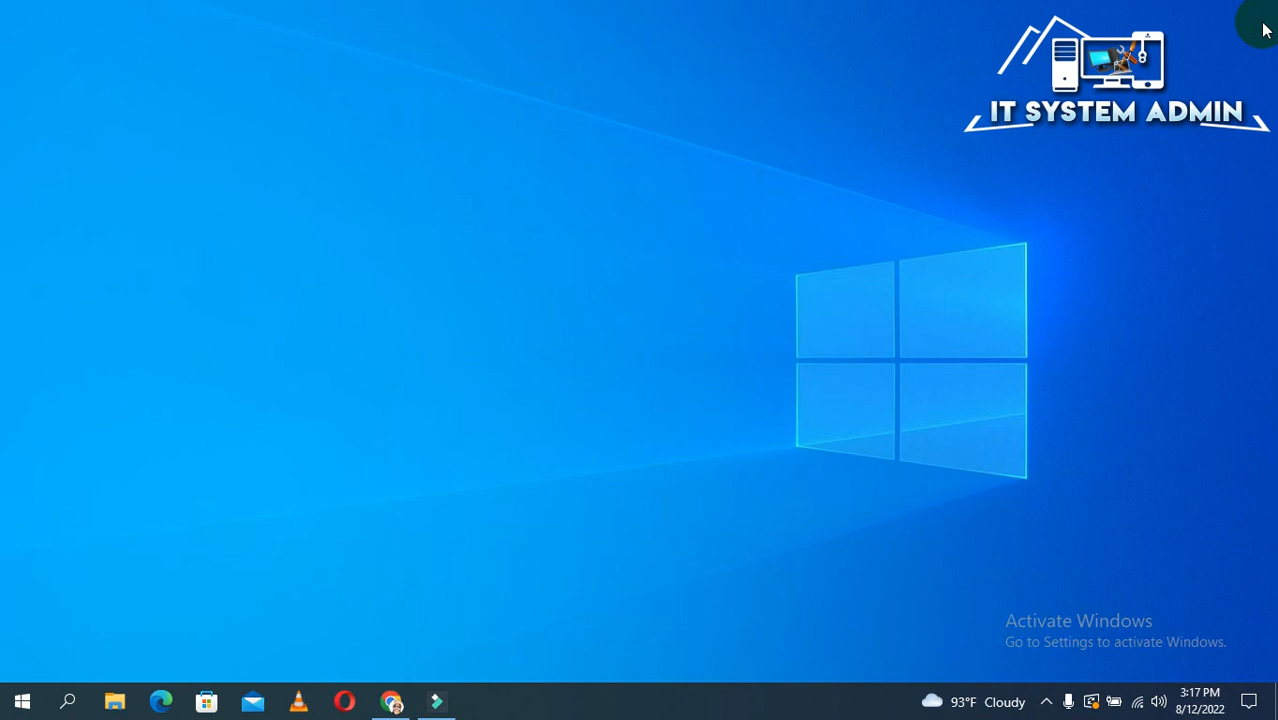 IT SYSTEM ADMIN
Activate Windows
Go to Settings to activate Windows.
93°F Cloudy
3:17 PM
8/12/2022